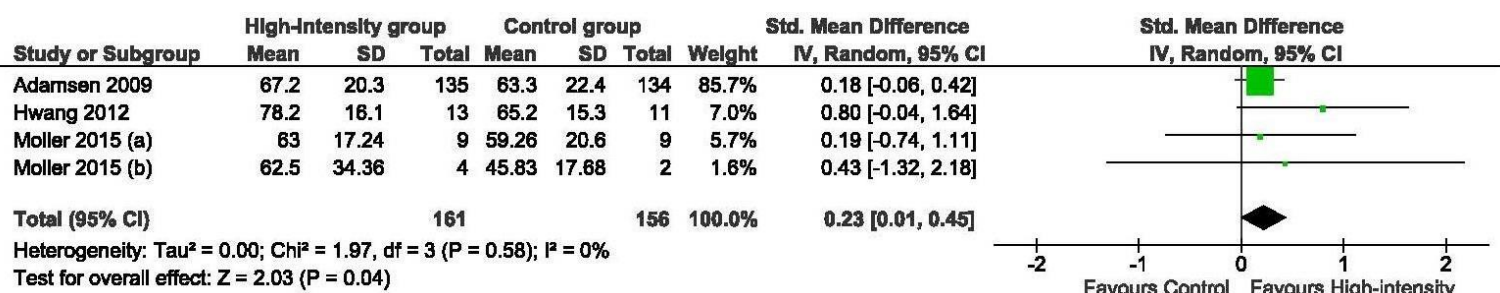 High-Intensity group Control group Std. Mean Difference Std. Mean Difference
Study or Subgroup Mean SD Total Mean SD Total Weight IV, Random, 95% CI IV, Random, 95% CI
Adamsen 2009 67.2 20.3 135 63.3 22.4 134 85.7% 0.18 [-0.06, 0.42]
Hwang 2012 78.2 16.1 13 65.2 15.3 11 7.0% 0.80 [-0.04, 1.64]
Moller 2015 (a) 63 17.24 9 59.26 20.6 9 5.7% 0.19 [-0.74, 1.11]
Moller 2015 (b) 62.5 34.36 4 45.83 17.68 2 1.6% 0.43 [-1.32, 2.18]
Total (95% CI) 161 156 100.0% 0.23 [0.01, 0.45]
Heterogeneity: Tau² = 0.00; Chi² = 1.97, df = 3 (P = 0.58); I² = 0%
Test for overall effect: Z = 2.03 (P = 0.04)
-2 -1 0 1 2
Favours Control Favours High-intensity